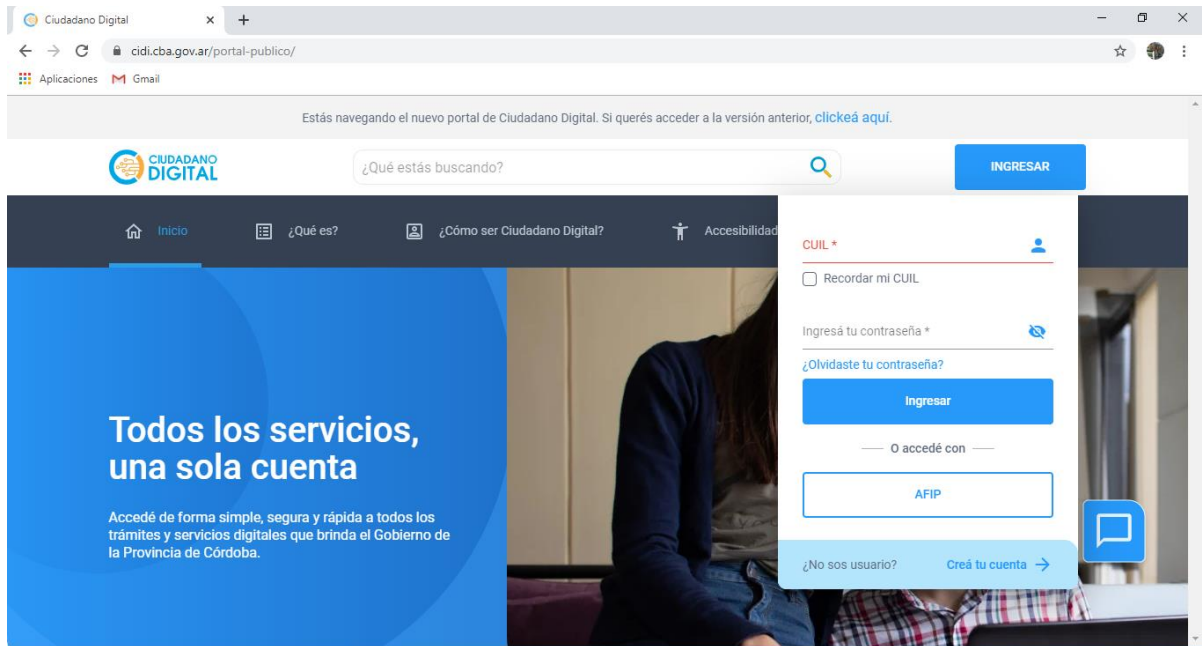 Ciudadano Digital
cidi.cba.gov.ar/portal-publico/
Aplicaciones Gmail
Estás navegando el nuevo portal de Ciudadano Digital. Si querés acceder a la versión anterior, clickeá aquí.
CIUDADANO
DIGITAL
¿Qué estás buscando?
INGRESAR
Inicio ¿Qué es? ¿Cómo ser Ciudadano Digital? Accesibilidad
CUIL *
Recordar mi CUIL
Ingresá tu contraseña *
¿Olvidaste tu contraseña?
Ingresar
O accedé con
AFIP
¿No sos usuario? Creá tu cuenta
Todos los servicios,
una sola cuenta
Accedé de forma simple, segura y rápida a todos los
trámites y servicios digitales que brinda el Gobierno de
la Provincia de Córdoba.